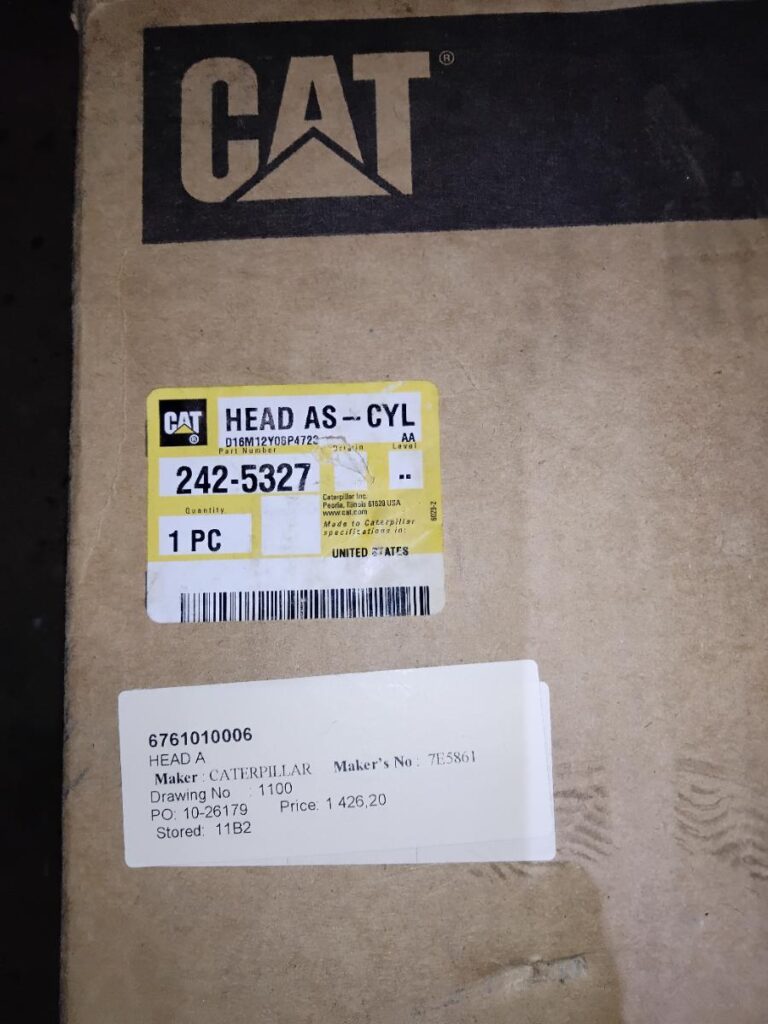 CAT®
CAT®
HEAD AS-CYL
D16M12Y08P4723 AA
Part Number Origin Level
242-5327 --
Quantity
1 PC
Caterpillar Inc.
Peoria, Illinois 61629 USA
www.cat.com
Made to Caterpillar
specifications in:
UNITED STATES
6761010006
HEAD A
Maker : CATERPILLAR Maker's No : 7E5861
Drawing No : 1100
PO: 10-26179 Price: 1 426,20
Stored: 11B2